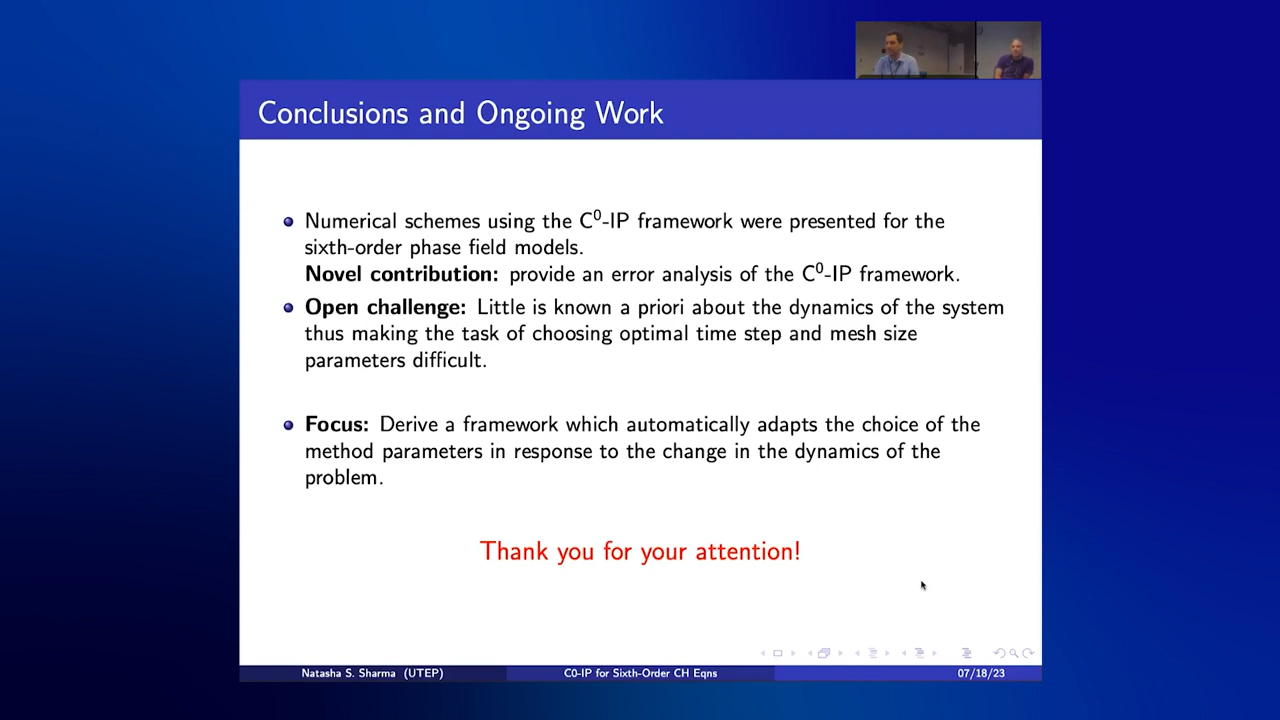 Conclusions and Ongoing Work
Numerical schemes using the C⁰-IP framework were presented for the
sixth-order phase field models.
Novel contribution: provide an error analysis of the C⁰-IP framework.
Open challenge: Little is known a priori about the dynamics of the system
thus making the task of choosing optimal time step and mesh size
parameters difficult.
Focus: Derive a framework which automatically adapts the choice of the
method parameters in response to the change in the dynamics of the
problem.
Thank you for your attention!
Natasha S. Sharma (UTEP)
C0-IP for Sixth-Order CH Eqns
07/18/23